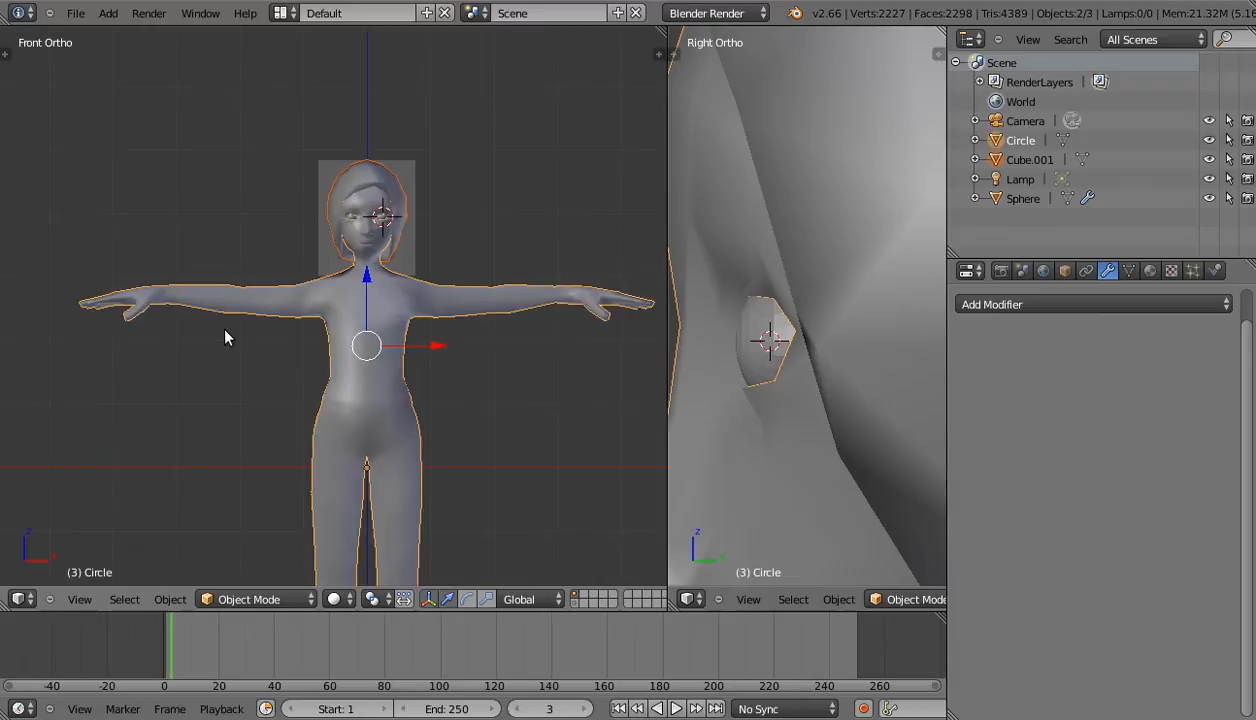 File Add Render Window Help Default Scene Blender Render v2.66 | Verts:2227 | Faces:2298 | Tris:4389 | Objects:2/3 | Lamps:0/0 | Mem:21.32M (5.16
Front Ortho
Right Ortho
View Search All Scenes
Scene
RenderLayers
World
Camera
Circle
Cube.001
Lamp
Sphere
Add Modifier
z
x
z
y
(3) Circle
(3) Circle
View Select Object Object Mode Global
View Select Object Object Mode
-40 -20 0 20 40 60 80 100 120 140 160 180 200 220 240 260
View Marker Frame Playback Start: 1 End: 250 3 No Sync